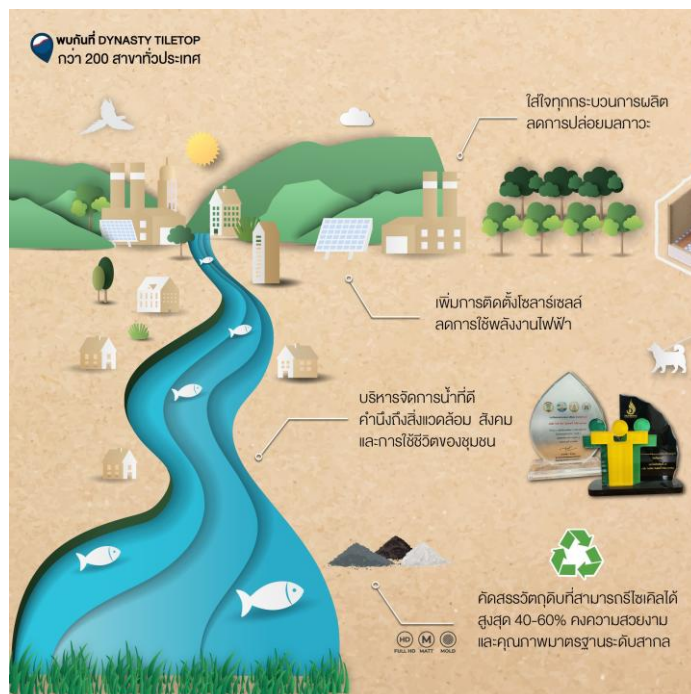 พบกันที่ DYNASTY TILETOP
กว่า 200 สาขาทั่วประเทศ
ใส่ใจทุกกระบวนการผลิต
ลดการปล่อยมลภาวะ
เพิ่มการติดตั้งโซลาร์เซลล์
ลดการใช้พลังงานไฟฟ้า
บริหารจัดการน้ำที่ดี
คำนึงถึงสิ่งแวดล้อม สังคม
และการใช้ชีวิตของชุมชน
คัดสรรวัตถุดิบที่สามารถรีไซเคิลได้
สูงสุด 40-60% คงความสวยงาม
และคุณภาพมาตรฐานระดับสากล
HD
FULL HD
M
MATT
MOLD